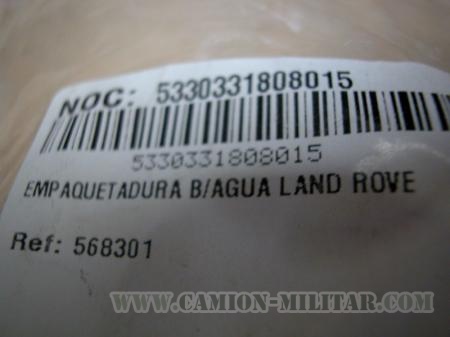 NOC: 5330331808015
5330331808015
EMPAQUETADURA B/AGUA LAND ROVE
Ref: 568301
WWW.CAMION-MILITAR.COM